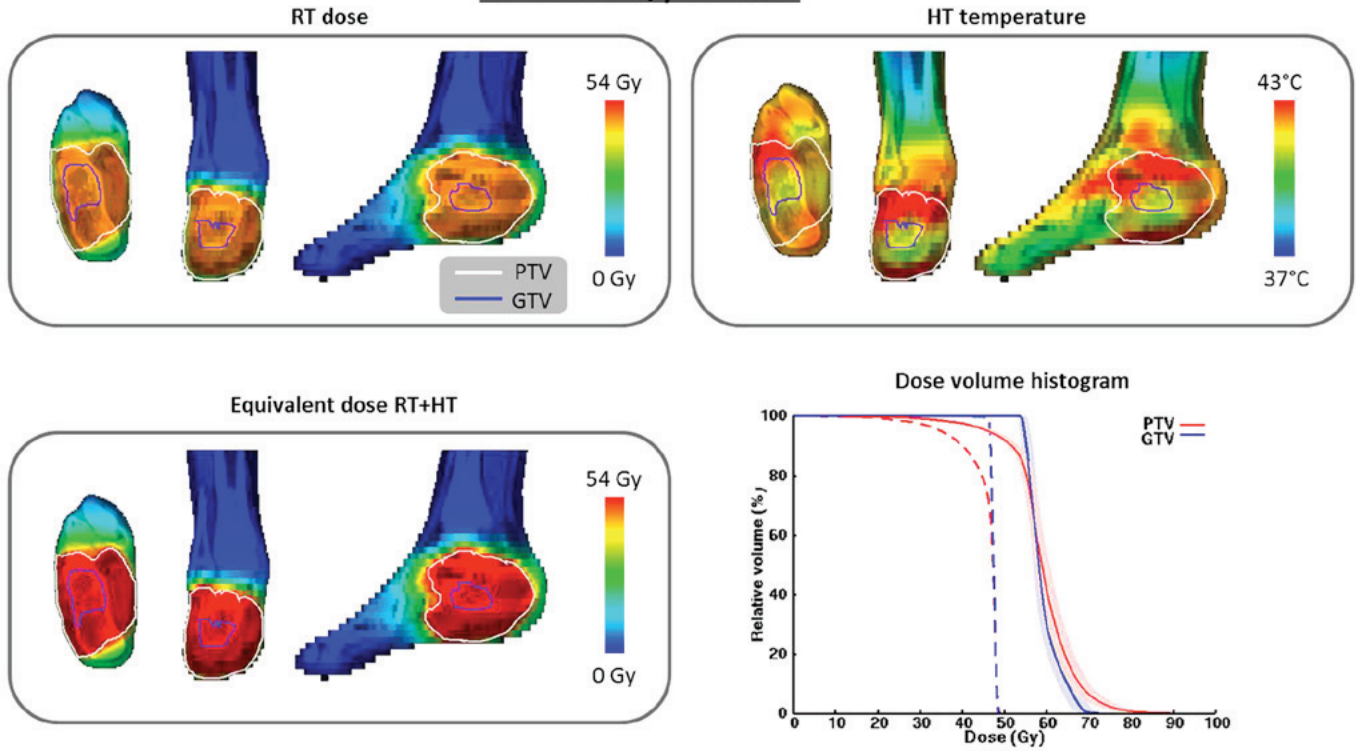 RT dose
54 Gy
0 Gy
PTV
GTV
HT temperature
43°C
37°C
Equivalent dose RT+HT
54 Gy
0 Gy
Dose volume histogram
PTV
GTV
Relative volume (%)
100
80
60
40
20
0
0 10 20 30 40 50 60 70 80 90 100
Dose (Gy)